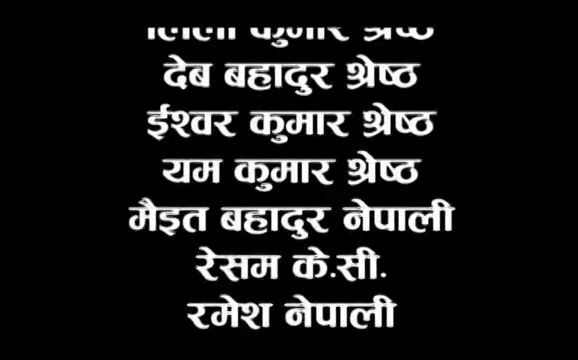 कुमार श्रेष्ठ
देब बहादुर श्रेष्ठ
ईश्वर कुमार श्रेष्ठ
यम कुमार श्रेष्ठ
मैइत बहादुर नेपाली
रेसम के.सी.
रमेश नेपाली